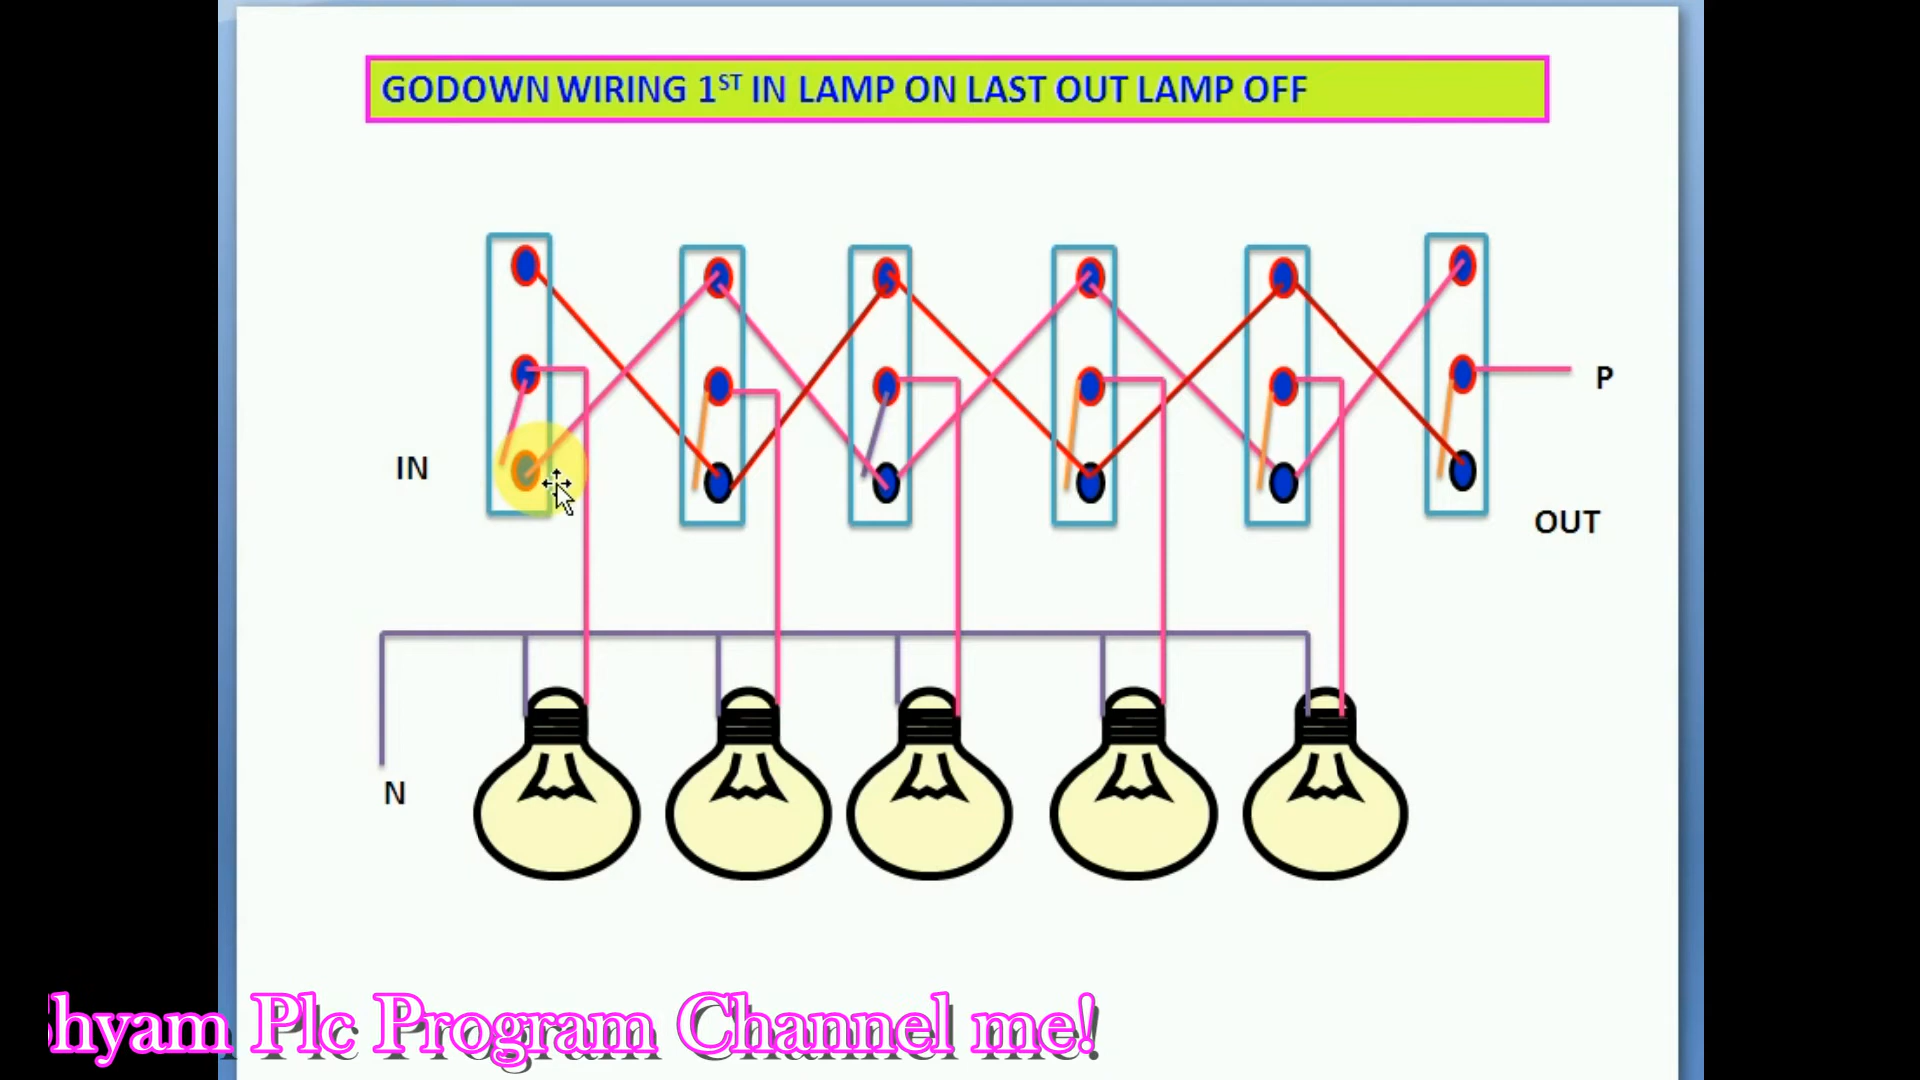 GODOWN WIRING 1ST IN LAMP ON LAST OUT LAMP OFF
P
IN
OUT
N
hyam Plc Program Channel me!